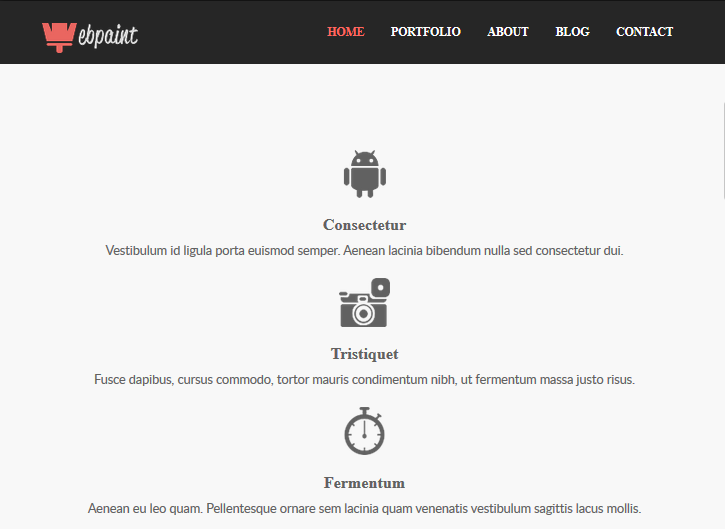 ebpaint
HOME PORTFOLIO ABOUT BLOG CONTACT
Consectetur
Vestibulum id ligula porta euismod semper. Aenean lacinia bibendum nulla sed consectetur dui.
Tristiquet
Fusce dapibus, cursus commodo, tortor mauris condimentum nibh, ut fermentum massa justo risus.
Fermentum
Aenean eu leo quam. Pellentesque ornare sem lacinia quam venenatis vestibulum sagittis lacus mollis.